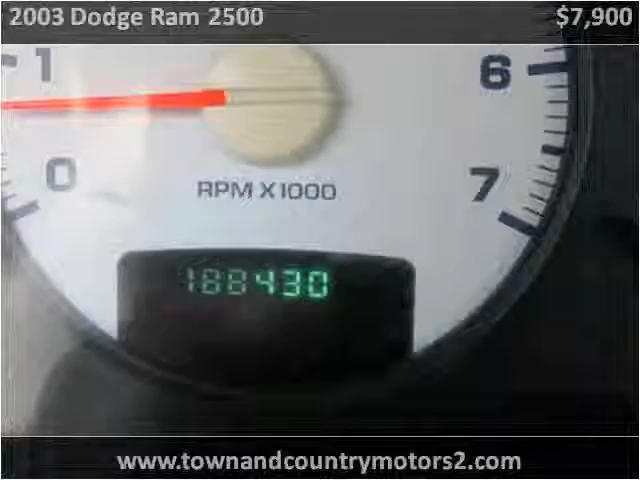 2003 Dodge Ram 2500 $7,900
1 6
0 7
RPM X1000
188430
www.townandcountrymotors2.com